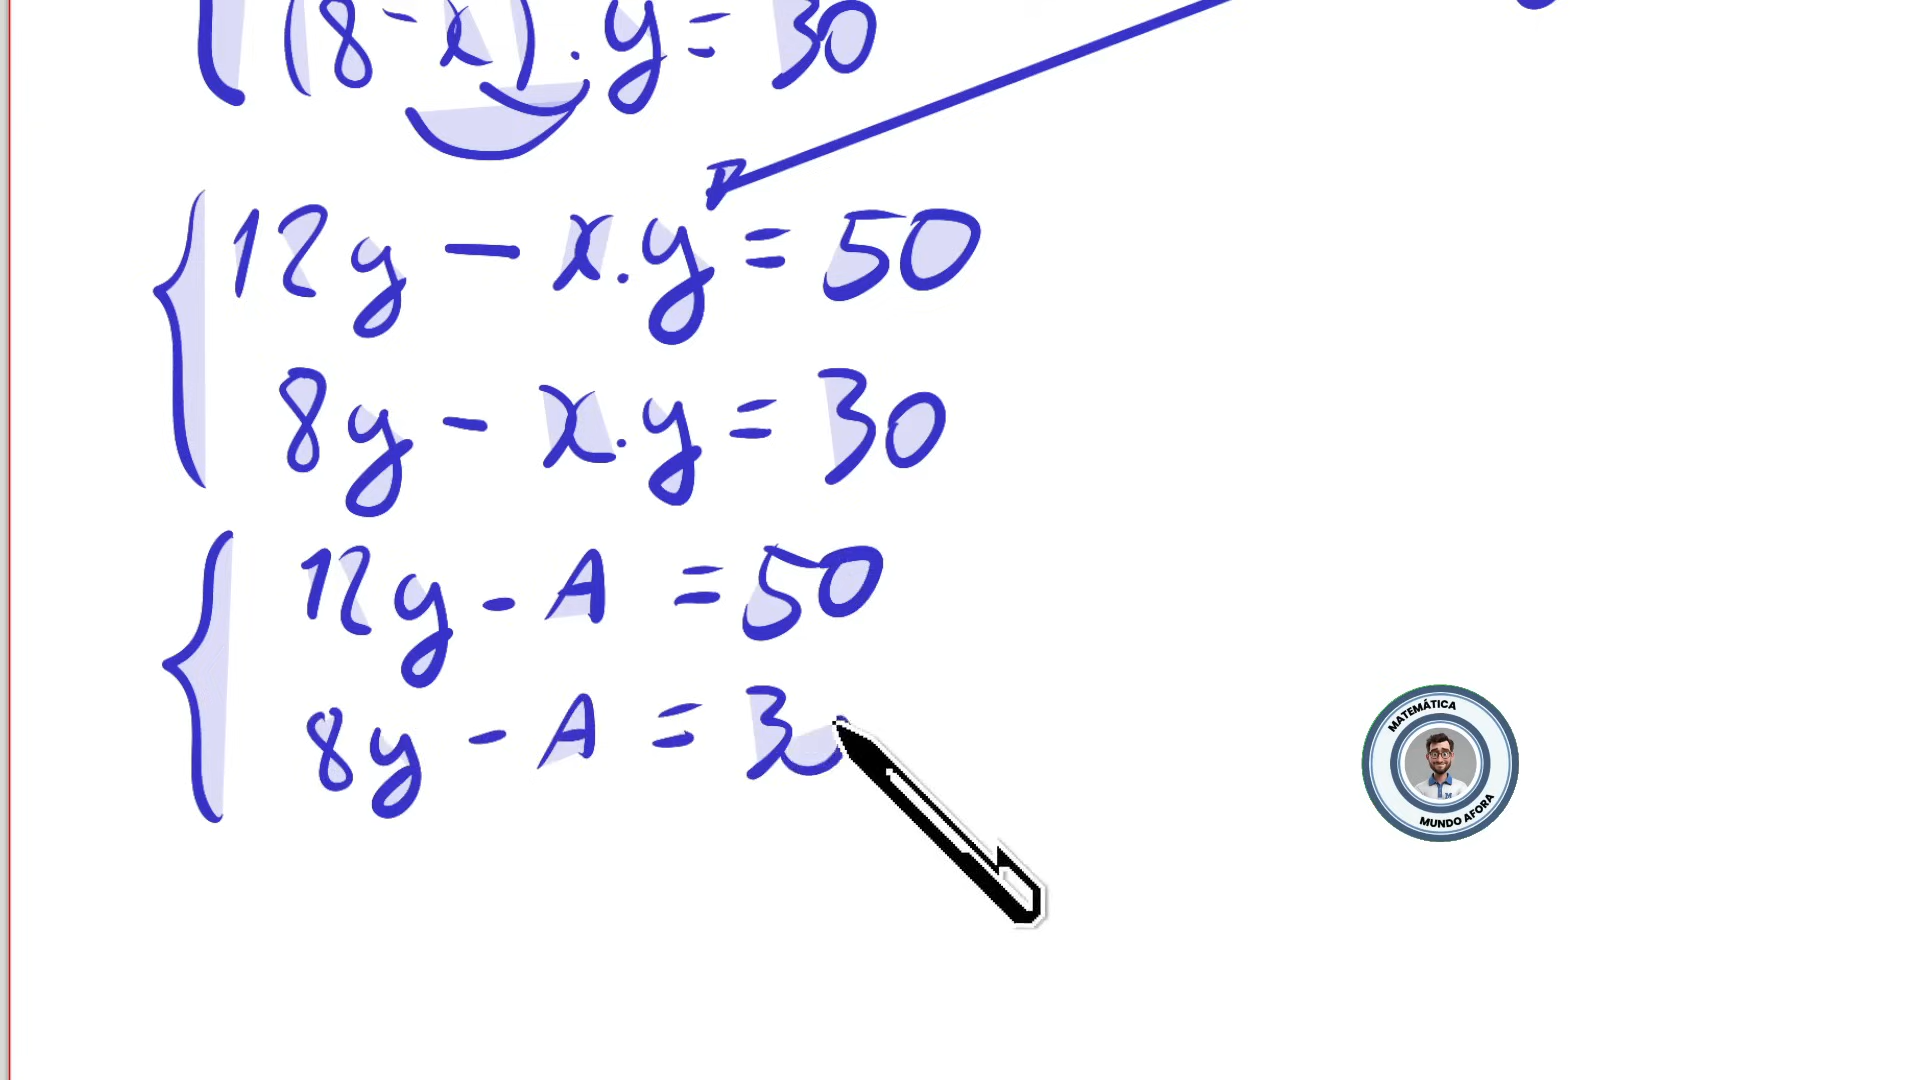 (8 - x) . y = 30
12y - x . y = 50
8y - x . y = 30
12y - A = 50
8y - A = 30
MATEMÁTICA
M
MUNDO AFORA